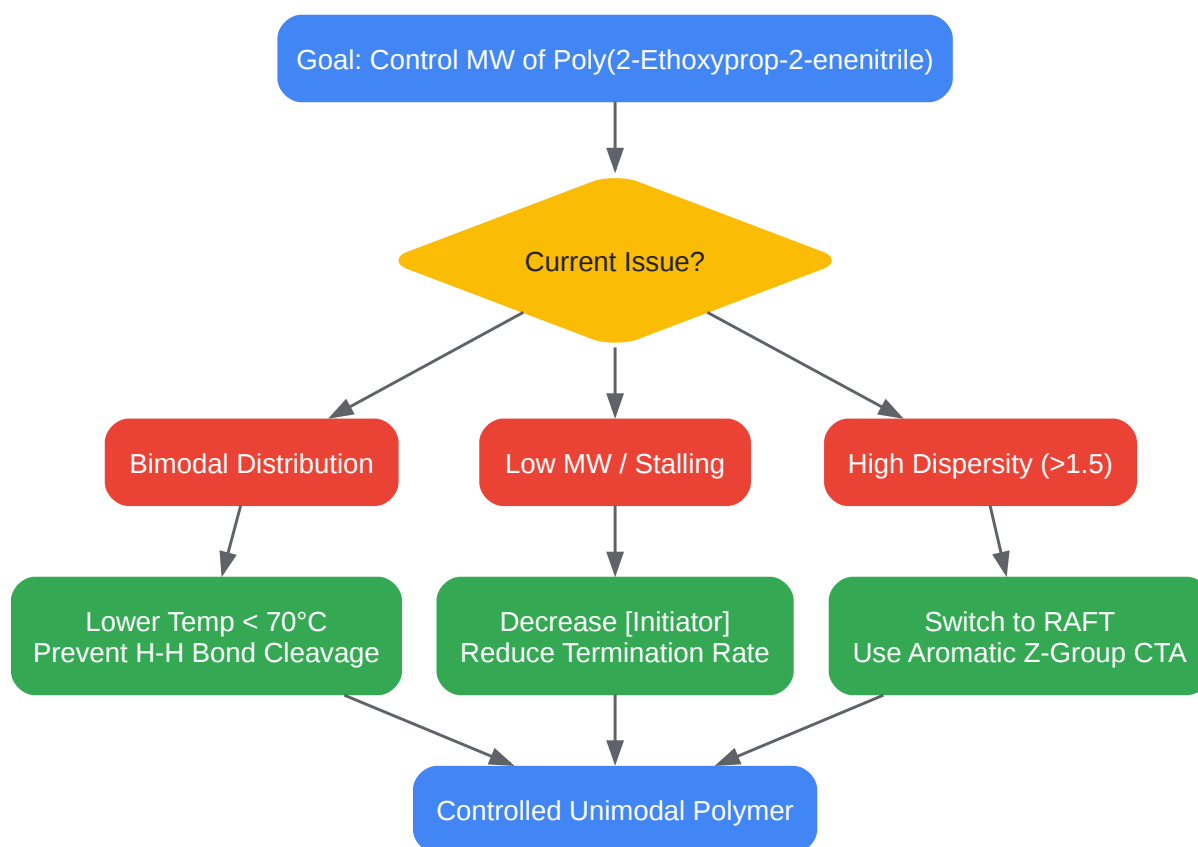 Goal: Control MW of Poly(2-Ethoxyprop-2-enenitrile)
Current Issue?
Bimodal Distribution
Low MW / Stalling
High Dispersity (>1.5)
Lower Temp < 70°C
Prevent H-H Bond Cleavage
Decrease [Initiator]
Reduce Termination Rate
Switch to RAFT
Use Aromatic Z-Group CTA
Controlled Unimodal Polymer